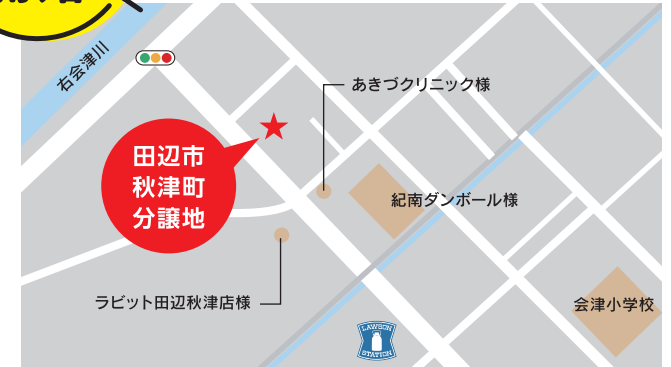 右会津川
あきづクリニック様
田辺市
秋津町
分譲地
紀南ダンボール様
ラビット田辺秋津店様
会津小学校
LAWSON
STATION